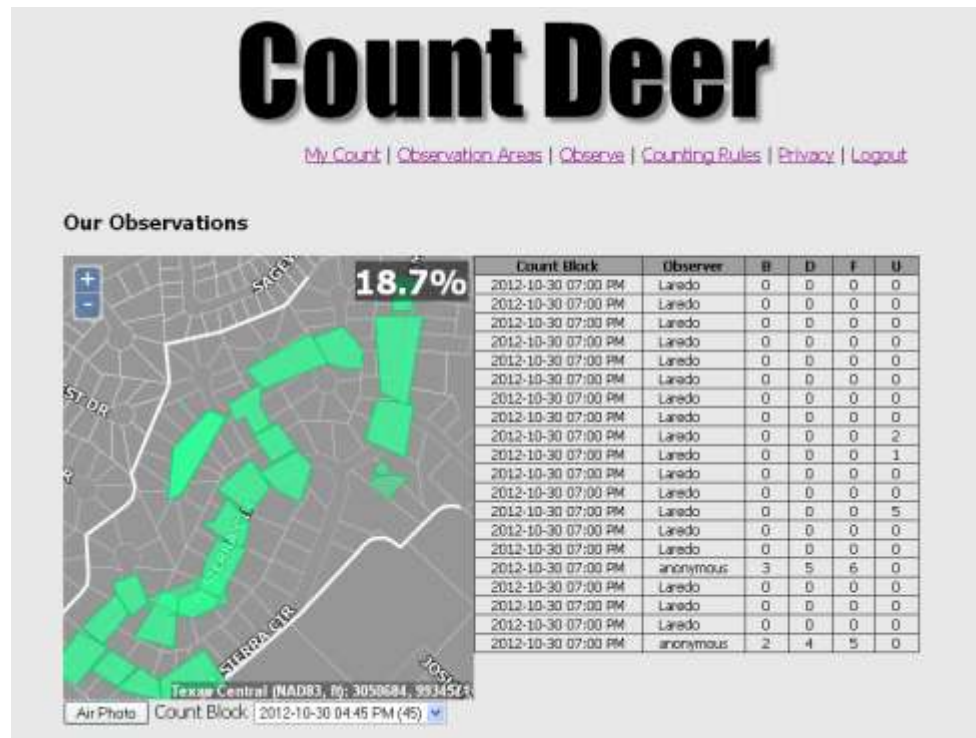 Count Deer
My Count | Observation Areas | Observe | Counting Rules | Privacy | Logout
Our Observations
+
-
18.7%
ST DR
SIERRA CIR
Texas Central (NAD83, ft): 3050684,
Air Photo Count Block 2012-10-30 04:45 PM (45)
Count Block Observer B D F U
2012-10-30 07:00 PM Laredo 0 0 0 0
2012-10-30 07:00 PM Laredo 0 0 0 0
2012-10-30 07:00 PM Laredo 0 0 0 0
2012-10-30 07:00 PM Laredo 0 0 0 0
2012-10-30 07:00 PM Laredo 0 0 0 0
2012-10-30 07:00 PM Laredo 0 0 0 0
2012-10-30 07:00 PM Laredo 0 0 0 0
2012-10-30 07:00 PM Laredo 0 0 0 0
2012-10-30 07:00 PM Laredo 0 0 0 2
2012-10-30 07:00 PM Laredo 0 0 0 1
2012-10-30 07:00 PM Laredo 0 0 0 0
2012-10-30 07:00 PM Laredo 0 0 0 0
2012-10-30 07:00 PM Laredo 0 0 0 5
2012-10-30 07:00 PM Laredo 0 0 0 0
2012-10-30 07:00 PM Laredo 0 0 0 0
2012-10-30 07:00 PM anonymous 3 5 6 0
2012-10-30 07:00 PM Laredo 0 0 0 0
2012-10-30 07:00 PM Laredo 0 0 0 0
2012-10-30 07:00 PM Laredo 0 0 0 0
2012-10-30 07:00 PM anonymous 2 4 5 0